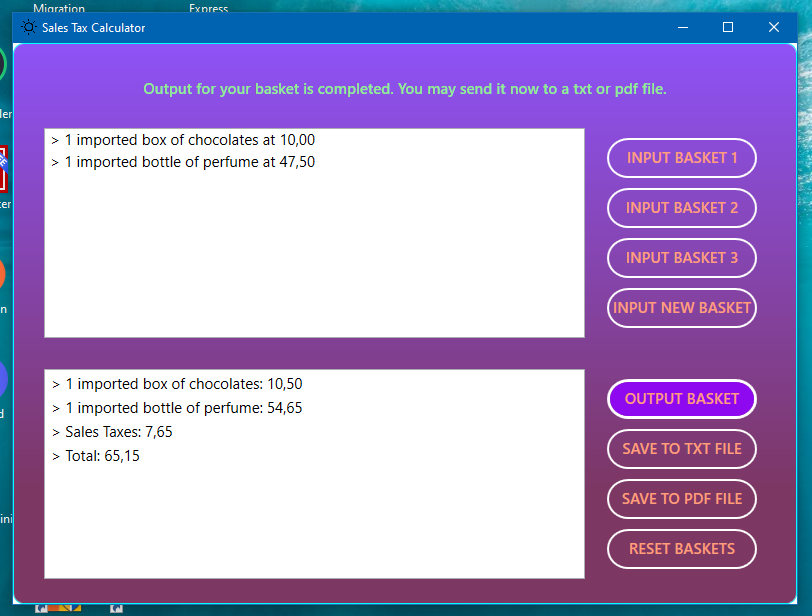 Migration
Express
Sales Tax Calculator
Output for your basket is completed. You may send it now to a txt or pdf file.
> 1 imported box of chocolates at 10,00
> 1 imported bottle of perfume at 47,50
INPUT BASKET 1
INPUT BASKET 2
INPUT BASKET 3
INPUT NEW BASKET
> 1 imported box of chocolates: 10,50
> 1 imported bottle of perfume: 54,65
> Sales Taxes: 7,65
> Total: 65,15
OUTPUT BASKET
SAVE TO TXT FILE
SAVE TO PDF FILE
RESET BASKETS